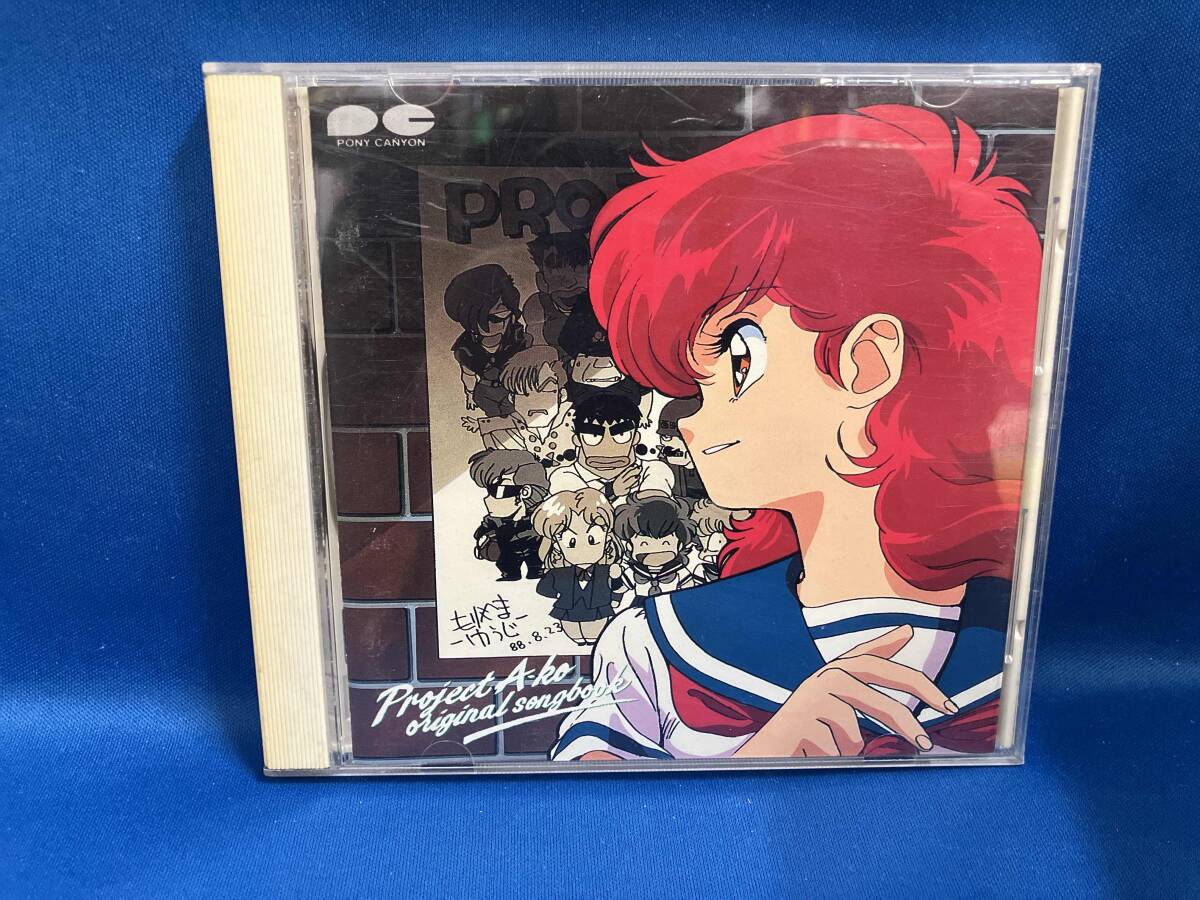 PONY CANYON
PRO
もりやま
ゆうじ
88.8.23
Project A-ko
original songbook